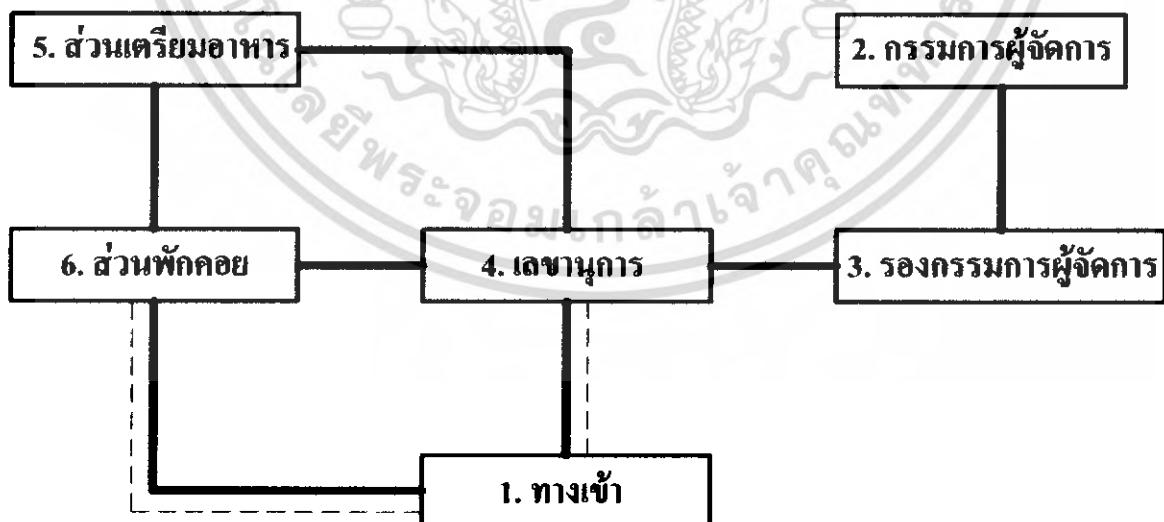 5. ส่วนเตรียมอาหาร
2. กรรมการผู้จัดการ
6. ส่วนพักคอย
4. เลขานุการ
3. รองกรรมการผู้จัดการ
1. ทางเข้า